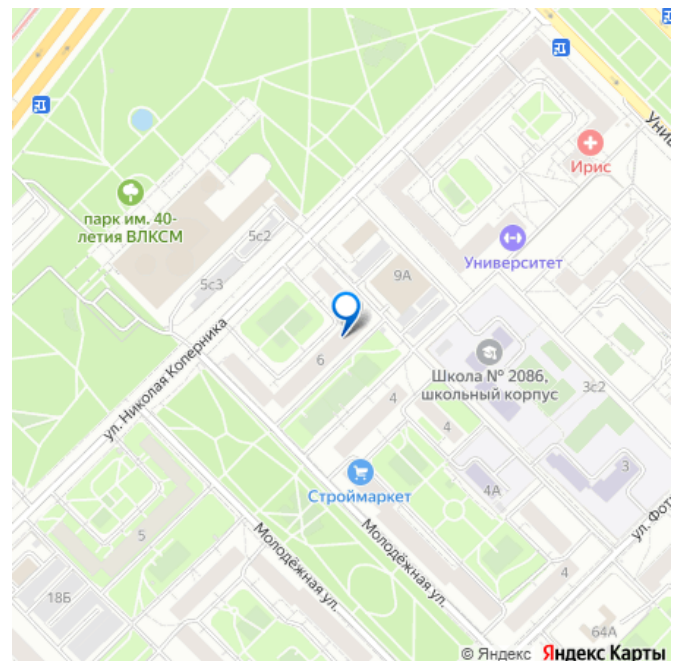 Уни
Ирис
парк им. 40-
летия ВЛКСМ
5с2
Университет
9А
5с3
ул. Николая Коперника
6
Школа № 2086,
школьный корпус
3с2
4
4
3
Строймаркет
4А
ул. Фот
5
Молодёжная ул.
Молодёжная ул.
4
18Б
64А
© Яндекс Яндекс Карты